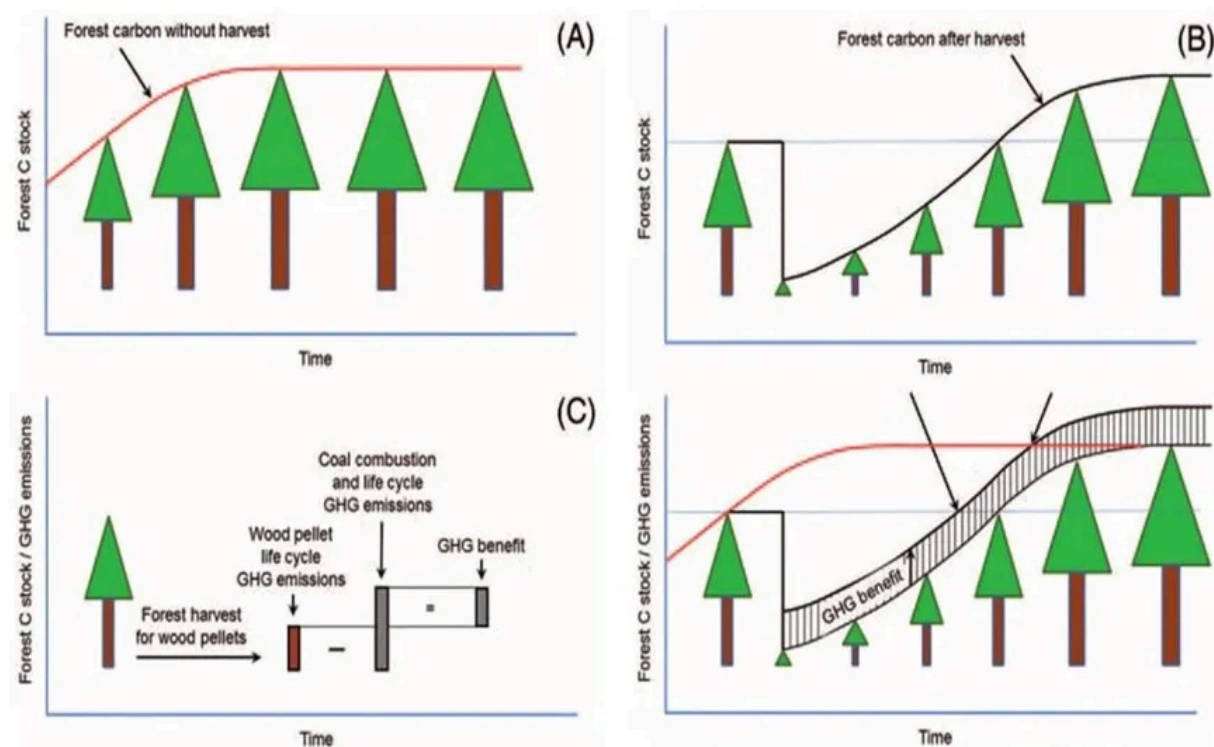 Forest carbon without harvest
(A)
Forest C stock
Time
Forest carbon after harvest
(B)
Forest C stock
Time
(C)
Forest C stock / GHG emissions
Coal combustion
and life cycle
GHG emissions
Wood pellet
life cycle
GHG emissions
GHG benefit
Forest harvest
for wood pellets
–
=
Time
Forest C stock / GHG emissions
GHG benefit
Time